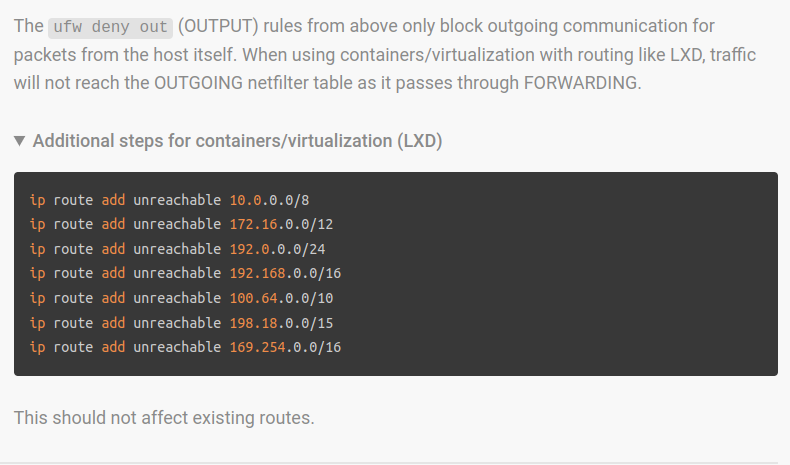 The ufw deny out (OUTPUT) rules from above only block outgoing communication for
packets from the host itself. When using containers/virtualization with routing like LXD, traffic
will not reach the OUTGOING netfilter table as it passes through FORWARDING.
▼ Additional steps for containers/virtualization (LXD)
ip route add unreachable 10.0.0.0/8
ip route add unreachable 172.16.0.0/12
ip route add unreachable 192.0.0.0/24
ip route add unreachable 192.168.0.0/16
ip route add unreachable 100.64.0.0/10
ip route add unreachable 198.18.0.0/15
ip route add unreachable 169.254.0.0/16
This should not affect existing routes.